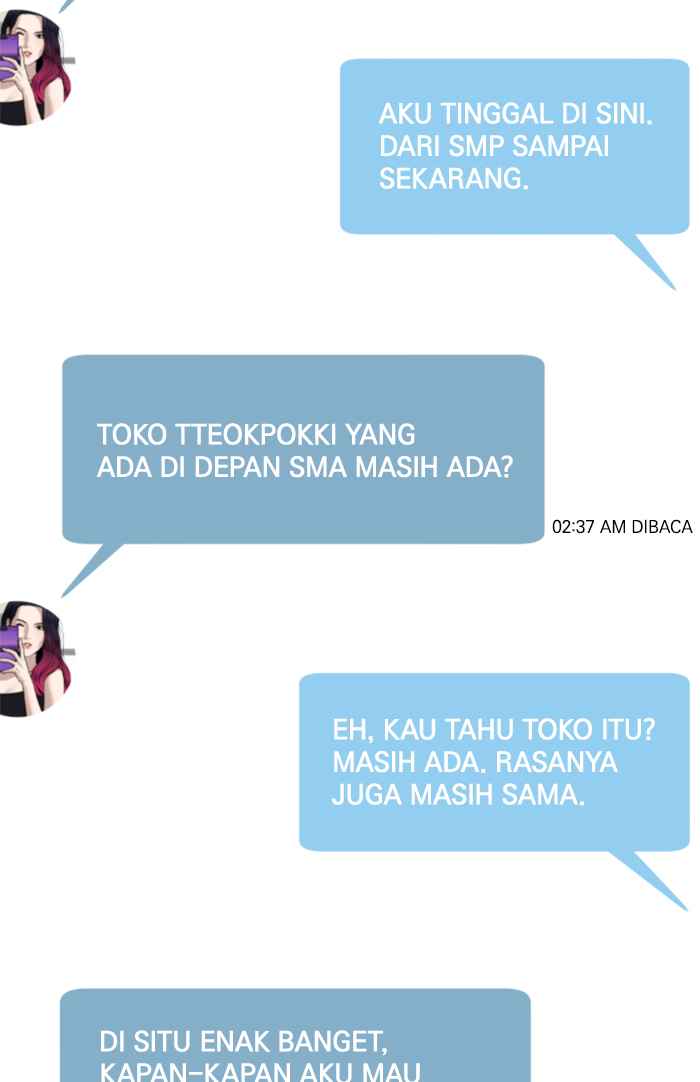 AKU TINGGAL DI SINI.
DARI SMP SAMPAI
SEKARANG.
TOKO TTEOKPOKKI YANG
ADA DI DEPAN SMA MASIH ADA?
02:37 AM DIBACA
EH, KAU TAHU TOKO ITU?
MASIH ADA. RASANYA
JUGA MASIH SAMA.
DI SITU ENAK BANGET,
KAPAN-KAPAN AKU MAU